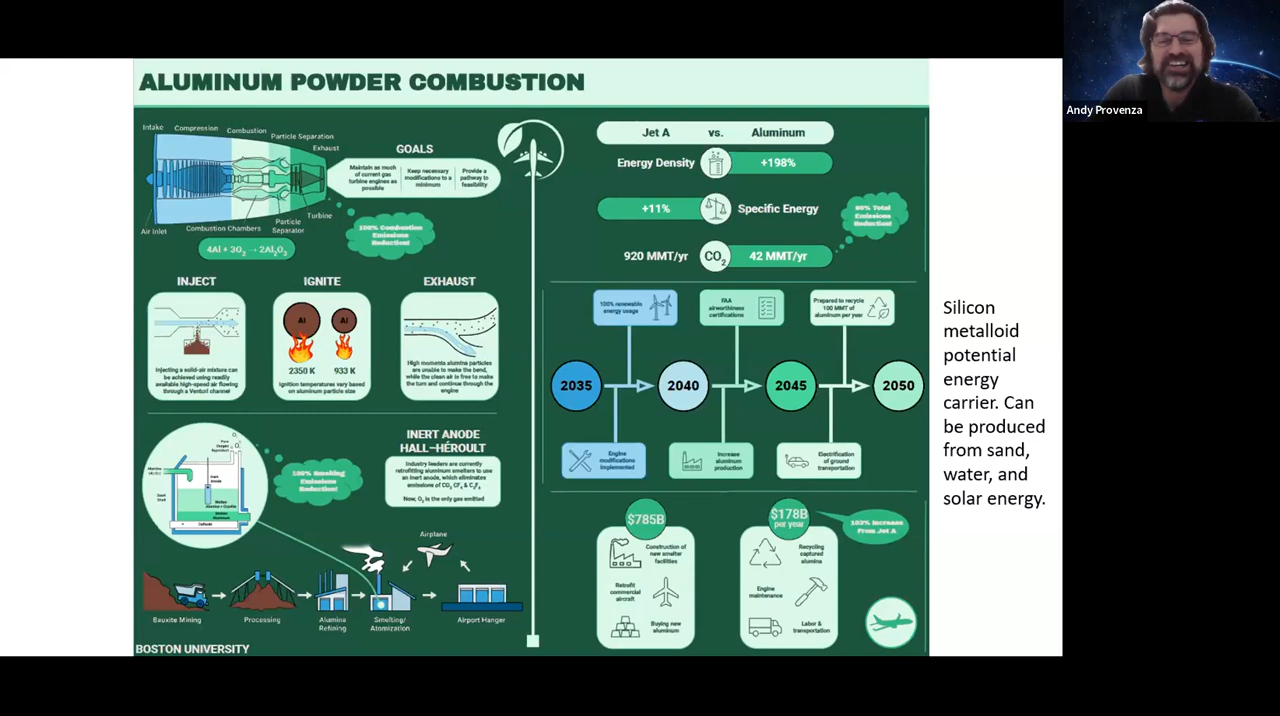 Andy Provenza
ALUMINUM POWDER COMBUSTION
Intake
Compression
Combustion
Particle Separation
Exhaust
Air Inlet
Combustion Chambers
Particle
Separator
Turbine
4Al + 3O₂ → 2Al₂O₃
GOALS
Maintain as much
of current gas
turbine engines as
possible
Keep necessary
modifications to a
minimum
Provide a
pathway to
feasibility
100% Combustion
Emissions
Reduction!
INJECT
Injecting a solid-air mixture can
be achieved using readily
available high-speed air flowing
through a Venturi channel
IGNITE
Al
Al
2350 K
933 K
Ignition temperatures vary based
on aluminum particle size
EXHAUST
High momenta alumina particles
are unable to make the bend,
while the clean air is free to make
the turn and continue through the
engine
Inert
Anode
Cathode
100% Smelting
Emissions
Reduction!
INERT ANODE
HALL-HÉROULT
Industry leaders are currently
retrofitting aluminum smelters to use
an inert anode, which eliminates
emissions of CO₂ CF₄ & C₂F₆
Now, O₂ is the only gas emitted
Bauxite Mining
Processing
Alumina
Refining
Smelting/
Atomization
Airplane
Airport Hanger
BOSTON UNIVERSITY
Jet A vs. Aluminum
Energy Density
+198%
+11%
Specific Energy
920 MMT/yr
CO₂
42 MMT/yr
Total
Emissions
Reduction!
100% renewable
energy usage
FAA
airworthiness
certifications
Prepared to recycle
100 MMT of
aluminum per year
2035
2040
2045
2050
Engine
modifications
implemented
Increase
aluminum
production
Electrification
of ground
transportation
$785B
Construction of
new smelter
facilities
Retrofit
commercial
aircraft
Buying new
aluminum
$178B
per year
103% Increase
From Jet A
Recycling
captured
alumina
Engine
maintenance
Labor &
transportation
Silicon
metalloid
potential
energy
carrier. Can
be produced
from sand,
water, and
solar energy.